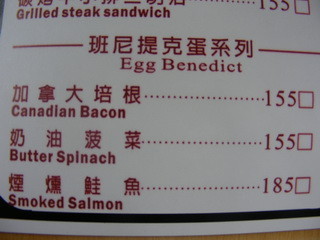 155□
Grilled steak sandwich
班尼提克蛋系列
Egg Benedict
加拿大培根 155□
Canadian Bacon
奶油菠菜 155□
Butter Spinach
煙燻鮭魚 185□
Smoked Salmon